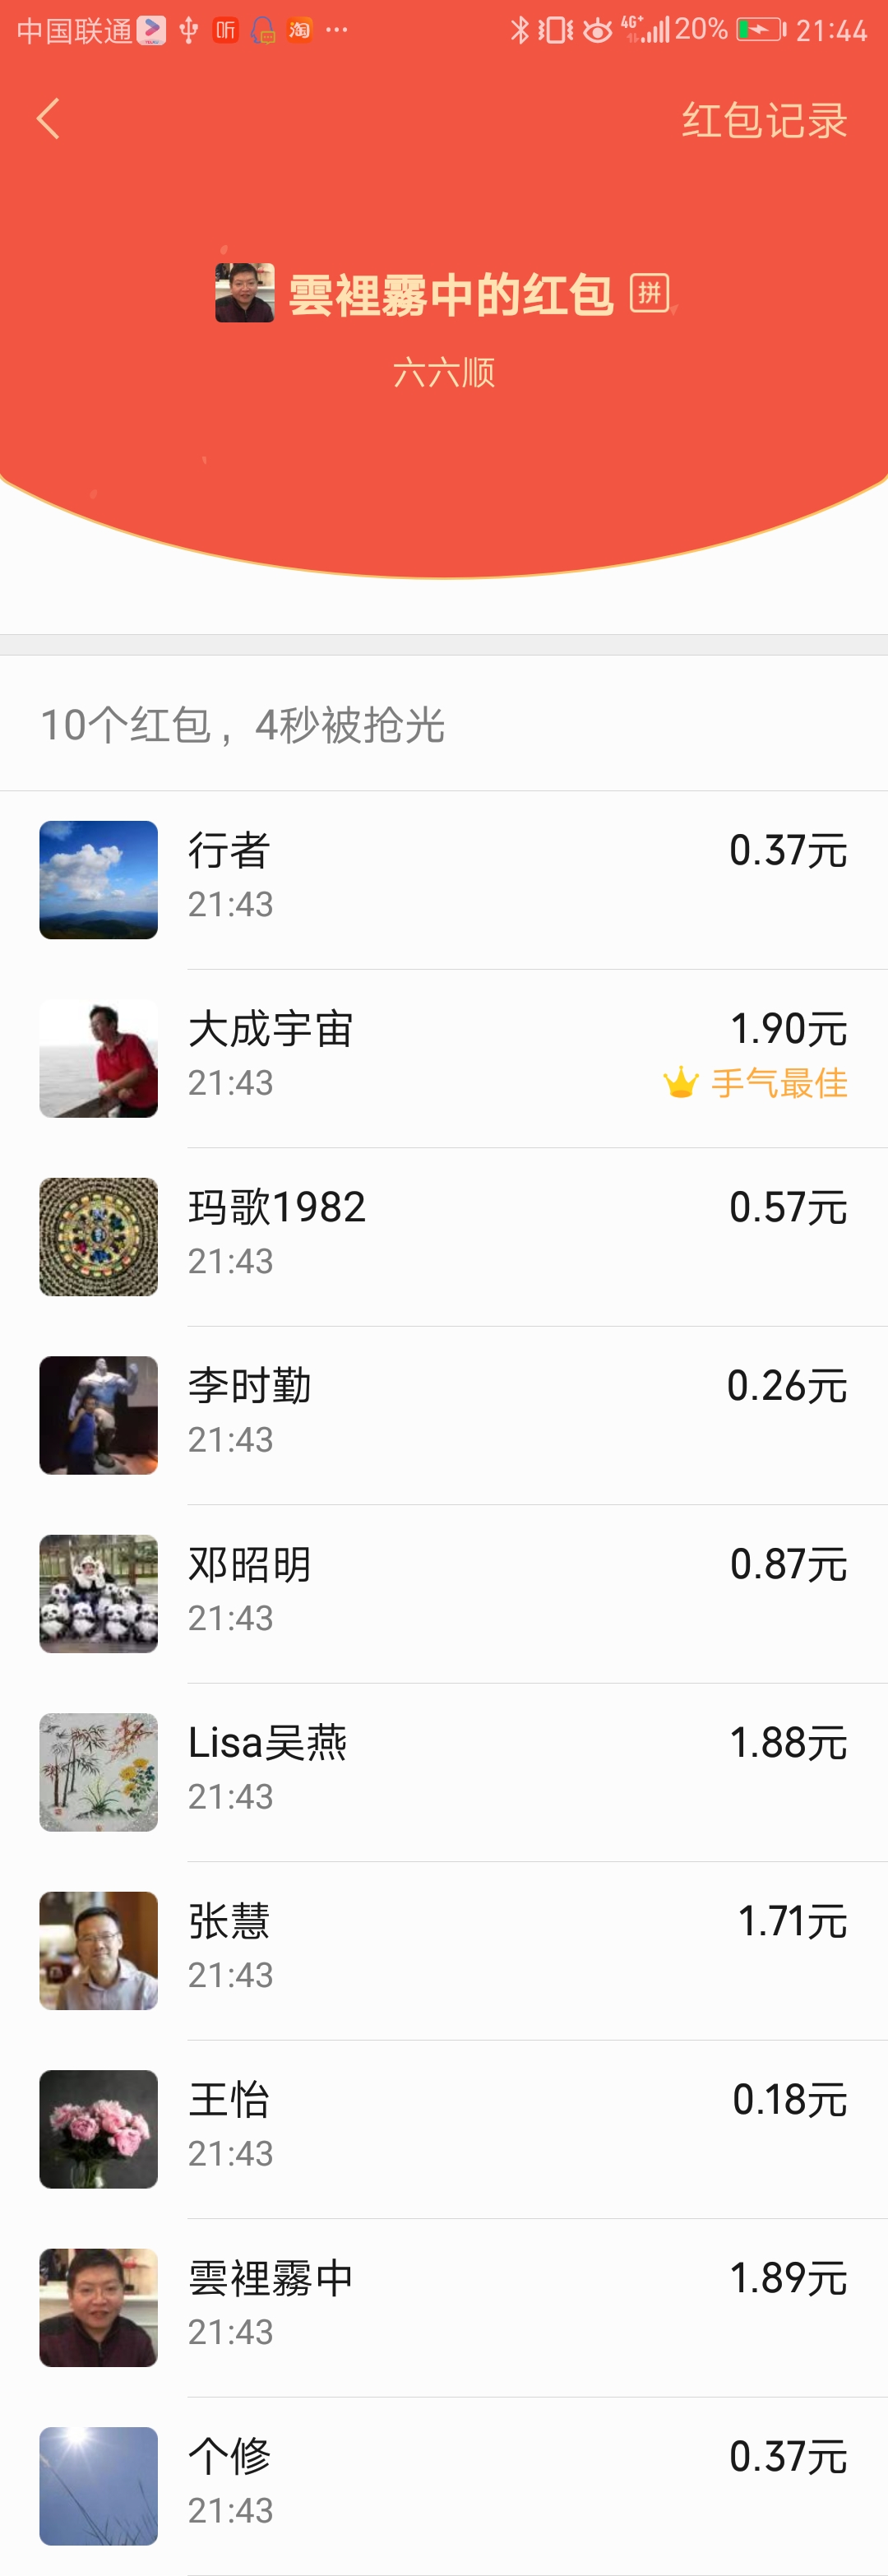 中国联通 听 淘 ... 4G+ 20% 21:44
红包记录
雲裡霧中的红包 拼
六六顺
10个红包，4秒被抢光
行者 0.37元
21:43
大成宇宙 1.90元
21:43 手气最佳
玛歌1982 0.57元
21:43
李时勤 0.26元
21:43
邓昭明 0.87元
21:43
Lisa吴燕 1.88元
21:43
张慧 1.71元
21:43
王怡 0.18元
21:43
雲裡霧中 1.89元
21:43
个修 0.37元
21:43